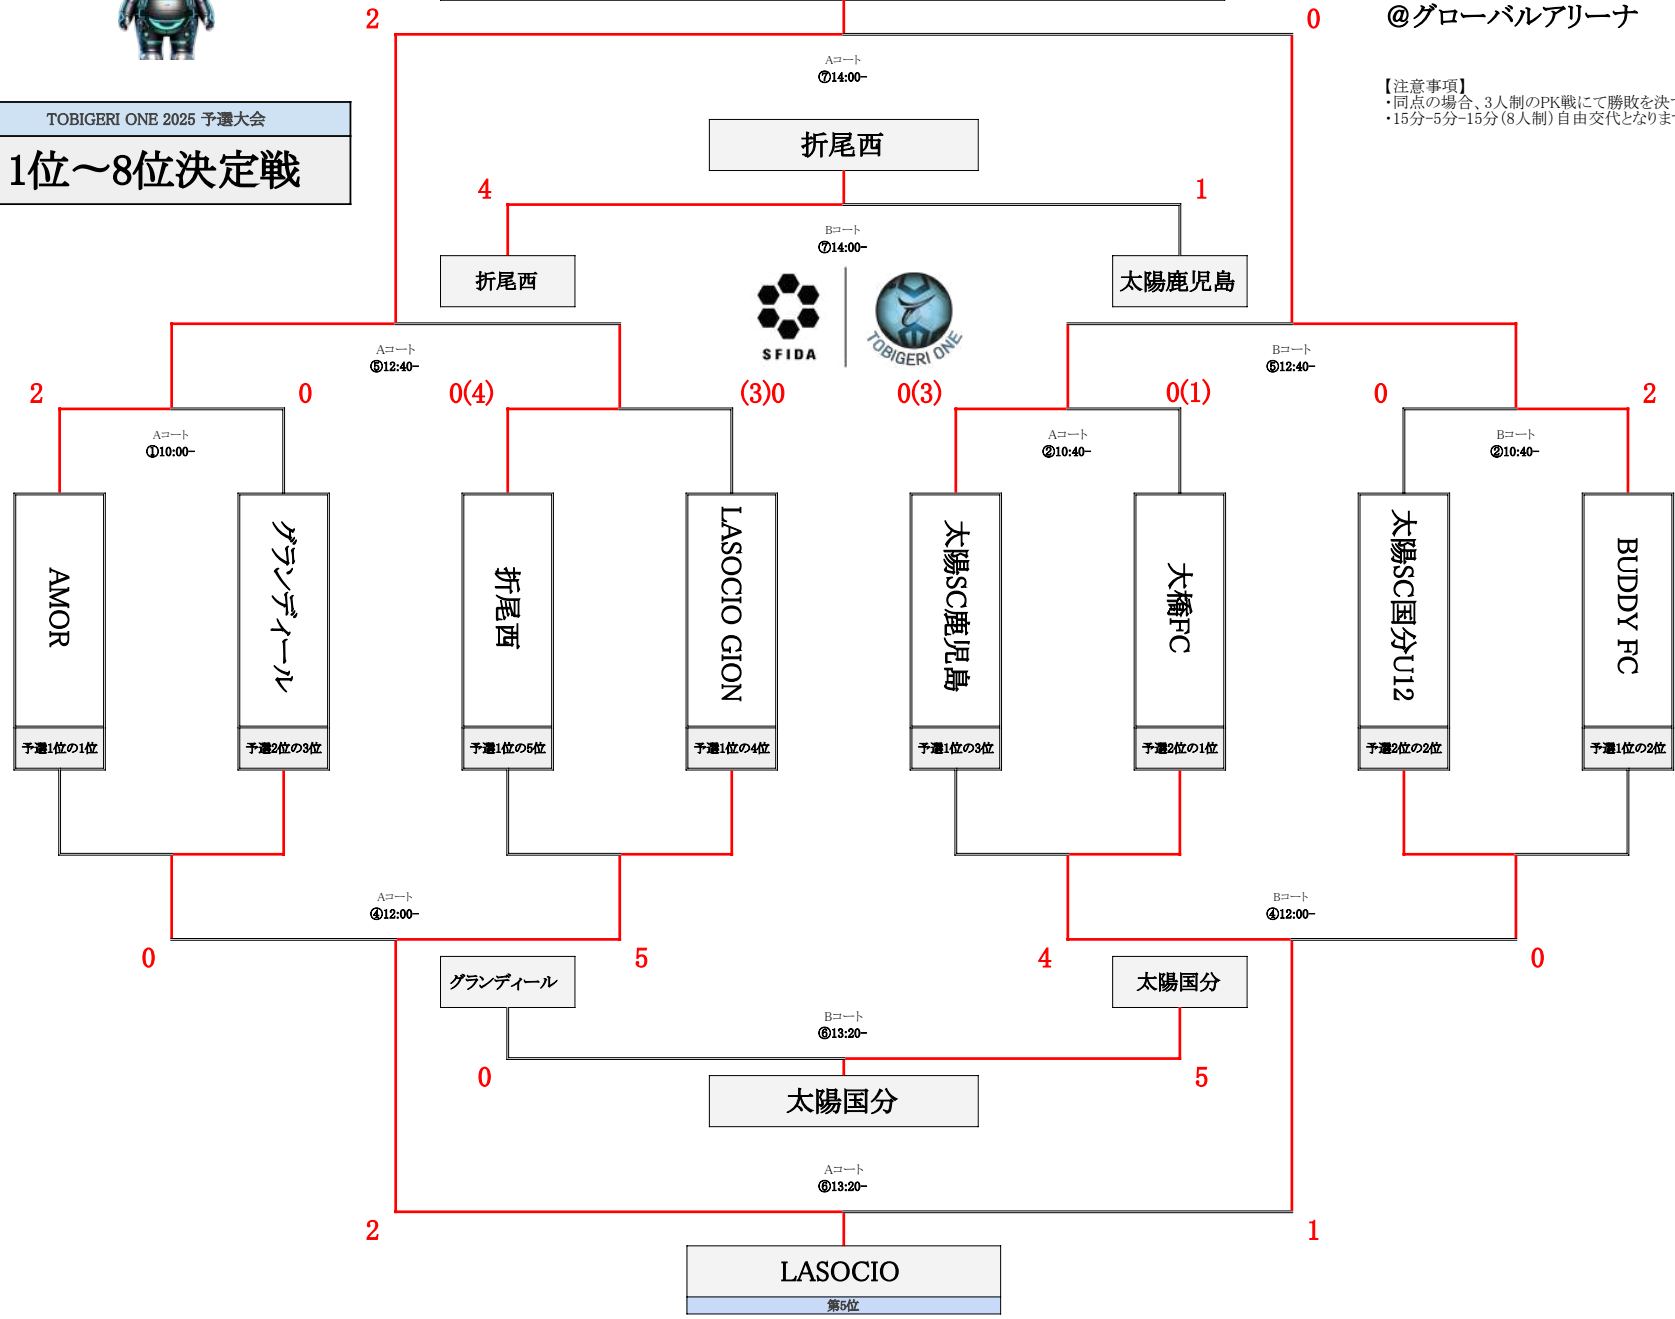 2
0
@グローバルアリーナ
Aコート
⑦14:00-
【注意事項】
・同点の場合、3人制のPK戦にて勝敗を決
・15分-5分-15分(8人制)自由交代となりま
TOBIGERI ONE 2025 予選大会
1位～8位決定戦
折尾西
4
1
Bコート
⑦14:00-
折尾西
太陽鹿児島
SFIDA
TOBIGERI ONE
Aコート
⑤12:40-
Bコート
⑤12:40-
2
0
0(4)
(3)0
0(3)
0(1)
0
2
Aコート
①10:00-
Aコート
②10:40-
Bコート
②10:40-
AMOR
グランディール
折尾西
LASOCIO GION
太陽SC鹿児島
大橋FC
太陽SC国分U12
BUDDY FC
予選1位の1位
予選2位の3位
予選1位の5位
予選1位の4位
予選1位の3位
予選2位の1位
予選2位の2位
予選1位の2位
Aコート
④12:00-
Bコート
④12:00-
0
5
4
0
グランディール
太陽国分
Bコート
⑥13:20-
0
5
太陽国分
Aコート
⑥13:20-
2
1
LASOCIO
第5位